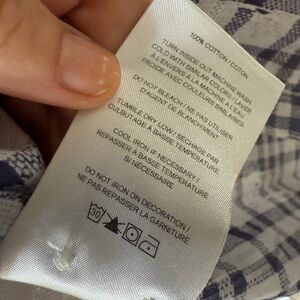 100% COTTON / COTON
TURN INSIDE OUT, MACHINE WASH
COLD WITH SIMILAR COLORS / LAVER
À L'ENVERS À LA MACHINE À L'EAU
FROIDE AVEC COULEURS SIMILAIRES
DO NOT BLEACH / NE PAS UTILISER
D'AGENT DE BLANCHIMENT
TUMBLE DRY LOW / SÉCHAGE PAR
CULBUTAGE À BASSE TEMPÉRATURE
COOL IRON IF NECESSARY /
REPASSER À BASSE TEMPÉRATURE
SI NÉCESSAIRE
DO NOT IRON ON DECORATION /
NE PAS REPASSER LA GARNITURE
30